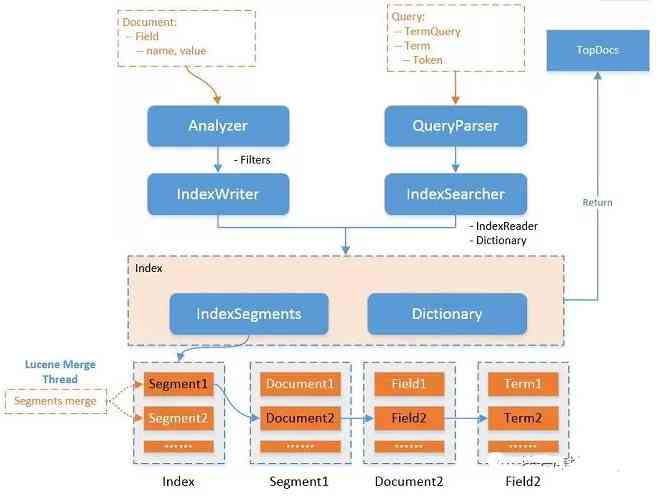 Document:
– Field
– name, value
Query:
–TermQuery
–Term
–Token
TopDocs
Analyzer
QueryParser
- Filters
IndexWriter
IndexSearcher
Return
- IndexReader
- Dictionary
Index
IndexSegments
Dictionary
Lucene Merge
Thread
Segments merge
Segment1
Document1
Field1
Term1
Segment2
Document2
Field2
Term2
******
******
******
******
Index
Segment1
Document2
Field2